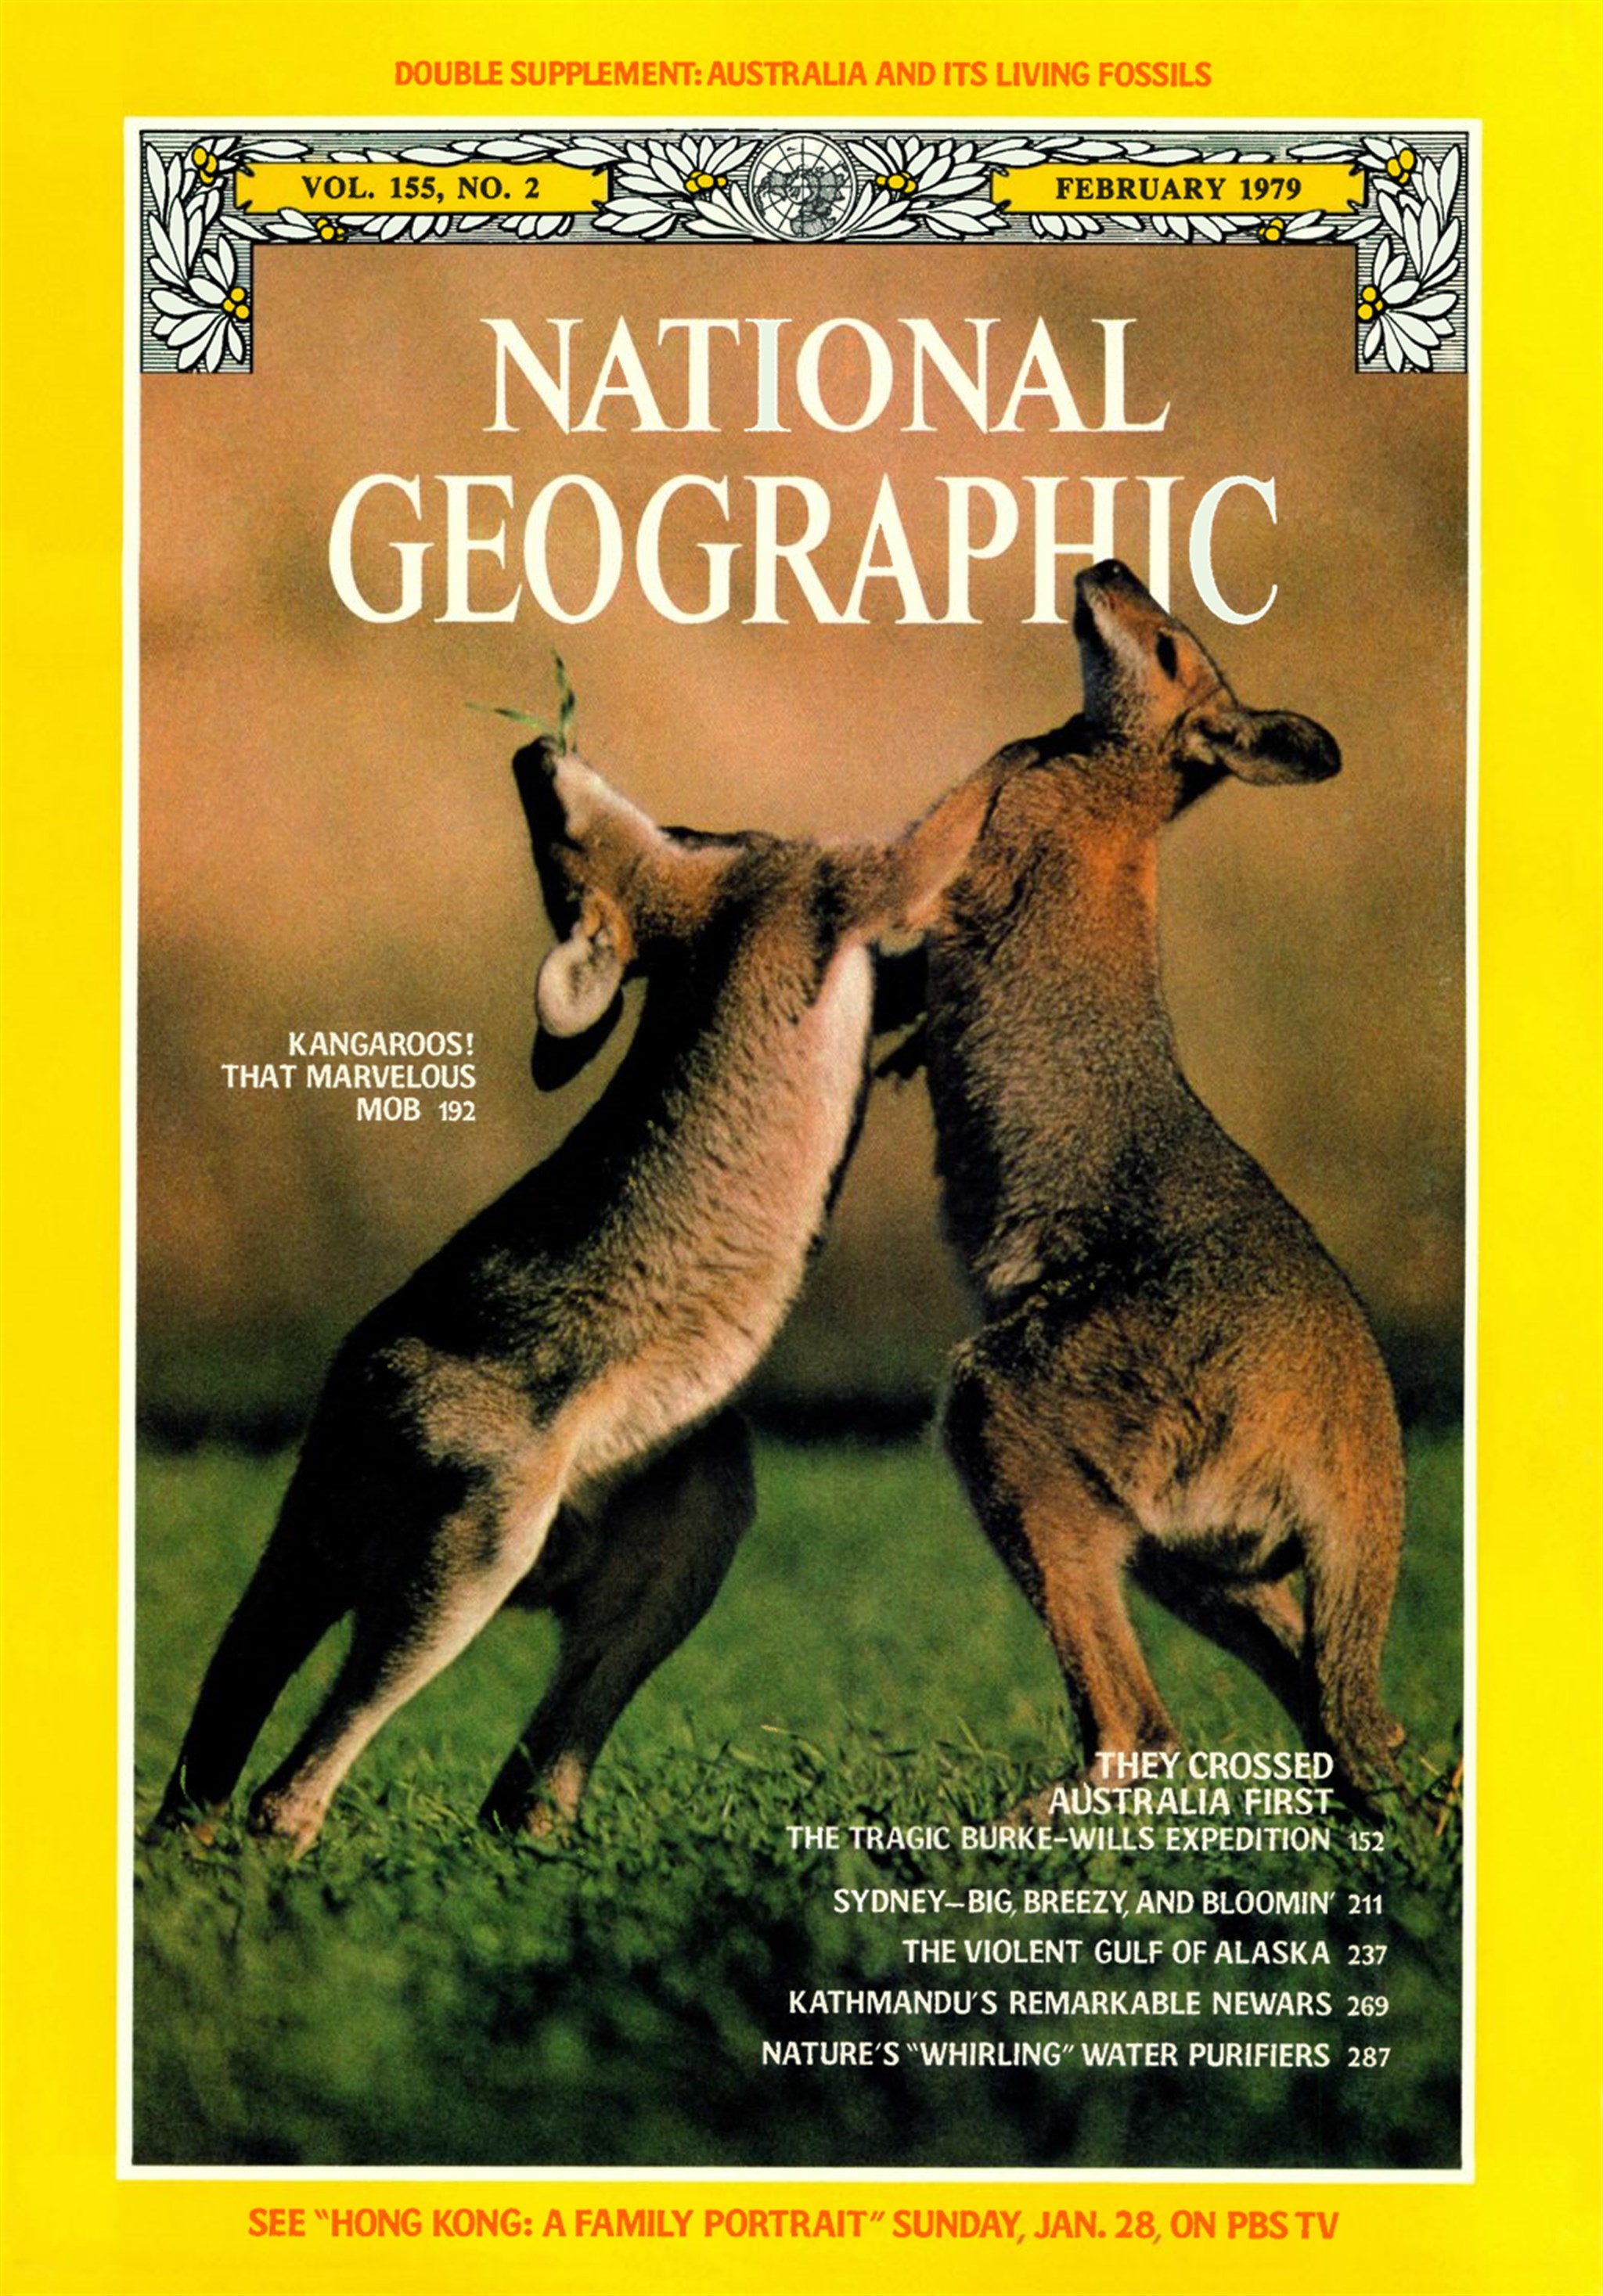 DOUBLE SUPPLEMENT: AUSTRALIA AND ITS LIVING FOSSILS
VOL. 155, NO. 2
FEBRUARY 1979
NATIONAL
GEOGRAPHIC
KANGAROOS!
THAT MARVELOUS
MOB 192
THEY CROSSED
AUSTRALIA FIRST
THE TRAGIC BURKE–WILLS EXPEDITION 152
SYDNEY—BIG, BREEZY, AND BLOOMIN' 211
THE VIOLENT GULF OF ALASKA 237
KATHMANDU'S REMARKABLE NEWARS 269
NATURE'S "WHIRLING" WATER PURIFIERS 287
SEE "HONG KONG: A FAMILY PORTRAIT" SUNDAY, JAN. 28, ON PBS TV